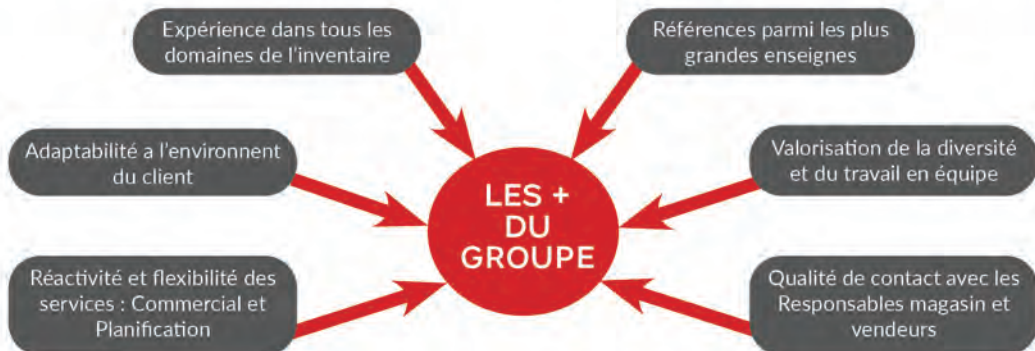 Expérience dans tous les
domaines de l'inventaire
Références parmi les plus
grandes enseignes
Adaptabilité a l'environnent
du client
Valorisation de la diversité
et du travail en équipe
LES +
DU
GROUPE
Réactivité et flexibilité des
services : Commercial et
Planification
Qualité de contact avec les
Responsables magasin et
vendeurs